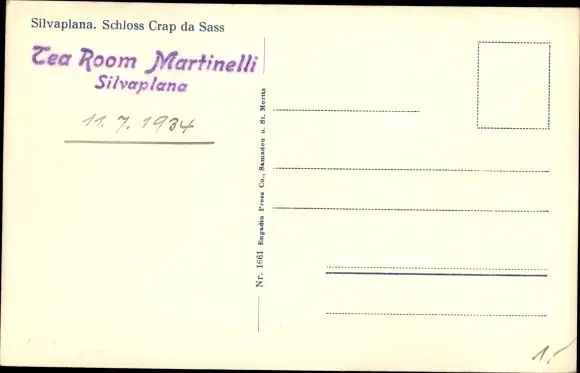 Silvaplana. Schloss Crap da Sass
Tea Room Martinelli
Silvaplana
11. 7. 1934
Nr. 1661 Engadin Press Co., Samaden u. St. Moritz
1.-